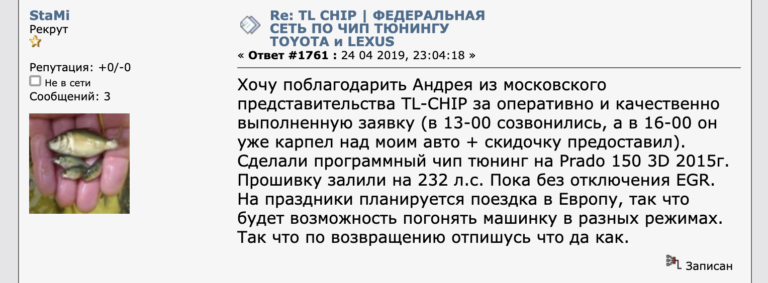 StaMi
Рекрут
Репутация: +0/-0
Не в сети
Сообщений: 3
Re: TL CHIP | ФЕДЕРАЛЬНАЯ
СЕТЬ ПО ЧИП ТЮНИНГУ
TOYOTA и LEXUS
« Ответ #1761 : 24 04 2019, 23:04:18 »
Хочу поблагодарить Андрея из московского
представительства TL-CHIP за оперативно и качественно
выполненную заявку (в 13-00 созвонились, а в 16-00 он
уже карпел над моим авто + скидочку предоставил).
Сделали программный чип тюнинг на Prado 150 3D 2015г.
Прошивку залили на 232 л.с. Пока без отключения EGR.
На праздники планируется поездка в Европу, так что
будет возможность погонять машинку в разных режимах.
Так что по возвращению отпишусь что да как.
Записан